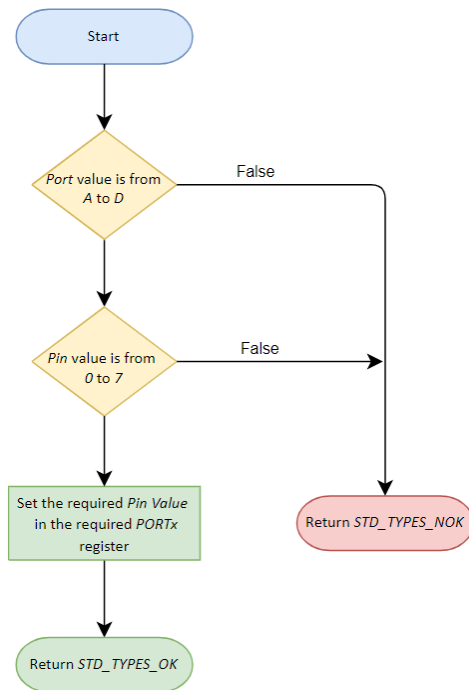 Start
Port value is from
A to D
False
Pin value is from
0 to 7
False
Set the required Pin Value
in the required PORTx
register
Return STD_TYPES_NOK
Return STD_TYPES_OK